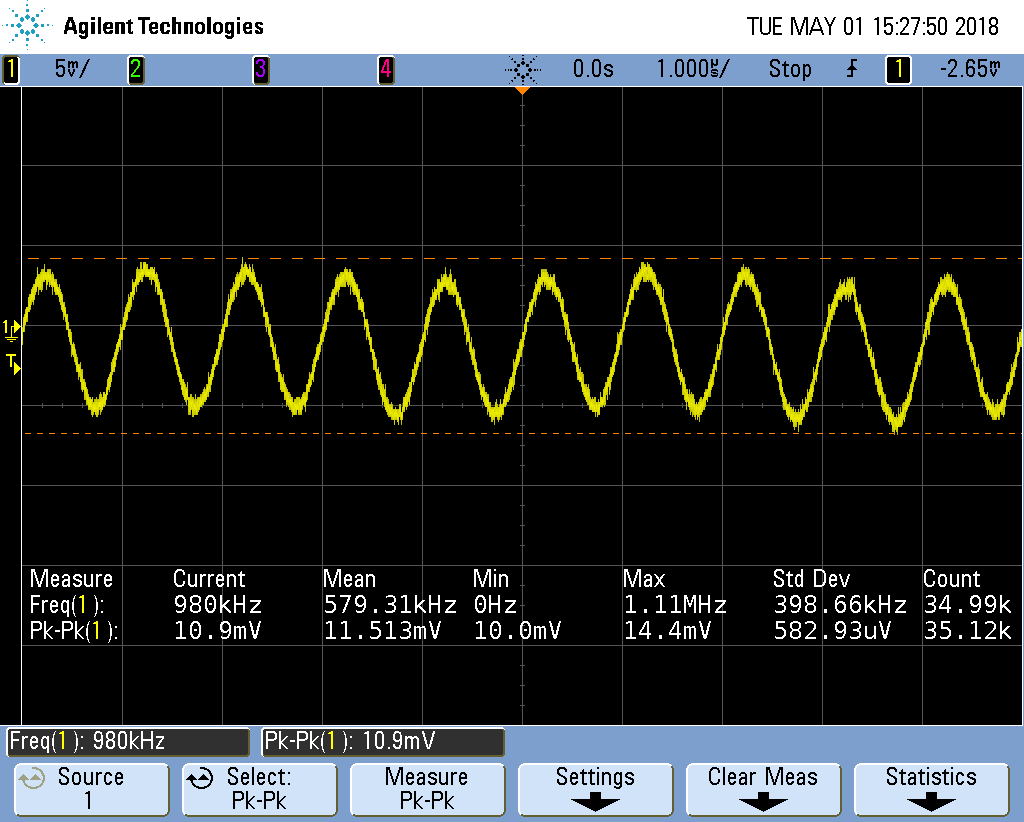 Agilent Technologies TUE MAY 01 15:27:50 2018
1 5mV/ 2 3 4 0.0s 1.000us/ Stop 1 -2.65mV
1
T
Measure Current Mean Min Max Std Dev Count
Freq(1): 980kHz 579.31kHz 0Hz 1.11MHz 398.66kHz 34.99k
Pk-Pk(1): 10.9mV 11.513mV 10.0mV 14.4mV 582.93uV 35.12k
Freq(1): 980kHz Pk-Pk(1): 10.9mV
Source Select: Measure Settings Clear Meas Statistics
1 Pk-Pk Pk-Pk